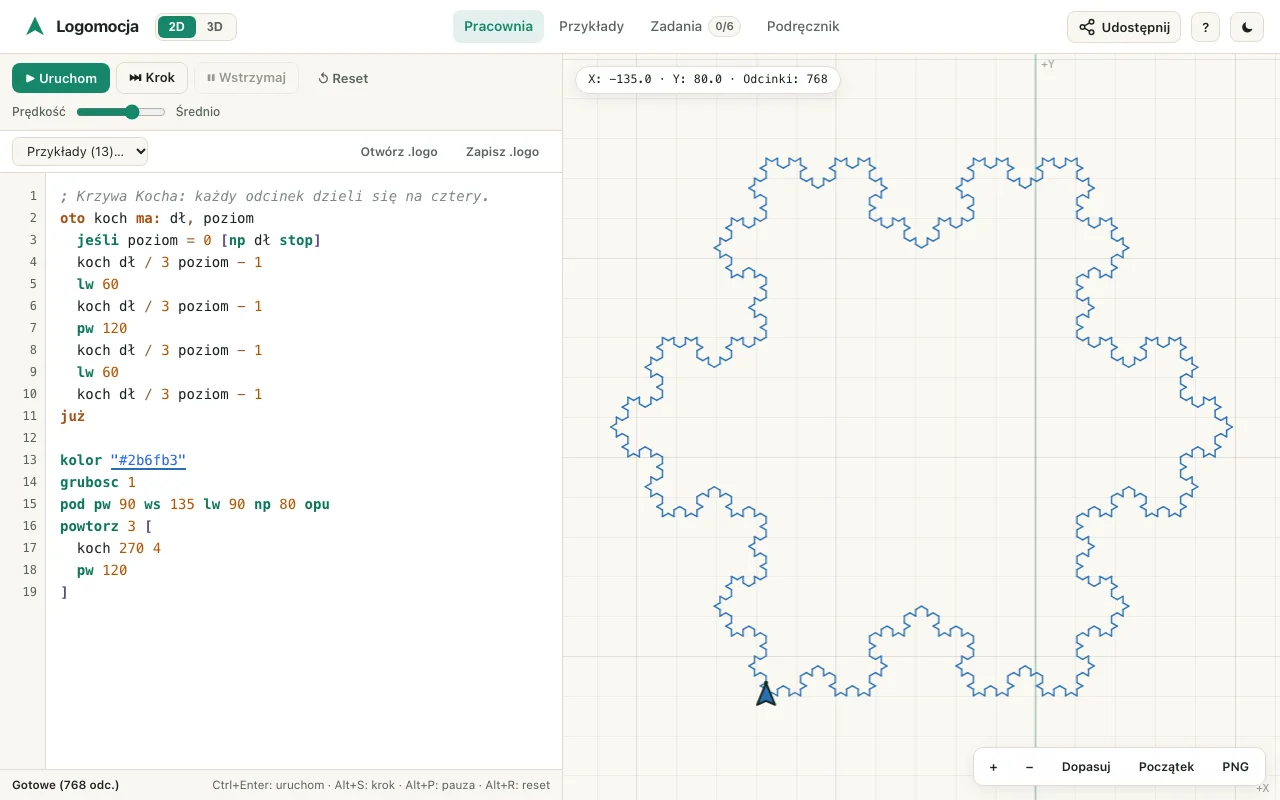 Logomocja 2D 3D Pracownia Przykłady Zadania 0/6 Podręcznik Udostępnij ?
Uruchom Krok Wstrzymaj Reset
Prędkość Średnio
Przykłady (13)... Otwórz .logo Zapisz .logo
1 ; Krzywa Kocha: każdy odcinek dzieli się na cztery.
2 oto koch ma: dł, poziom
3 jeśli poziom = 0 [np dł stop]
4 koch dł / 3 poziom − 1
5 lw 60
6 koch dł / 3 poziom − 1
7 pw 120
8 koch dł / 3 poziom − 1
9 lw 60
10 koch dł / 3 poziom − 1
11 już
12
13 kolor "#2b6fb3"
14 grubosc 1
15 pod pw 90 ws 135 lw 90 np 80 opu
16 powtorz 3 [
17 koch 270 4
18 pw 120
19 ]
Gotowe (768 odc.) Ctrl+Enter: uruchom · Alt+S: krok · Alt+P: pauza · Alt+R: reset
X: −135.0 · Y: 80.0 · Odcinki: 768
+Y
+ − Dopasuj Początek PNG
+X